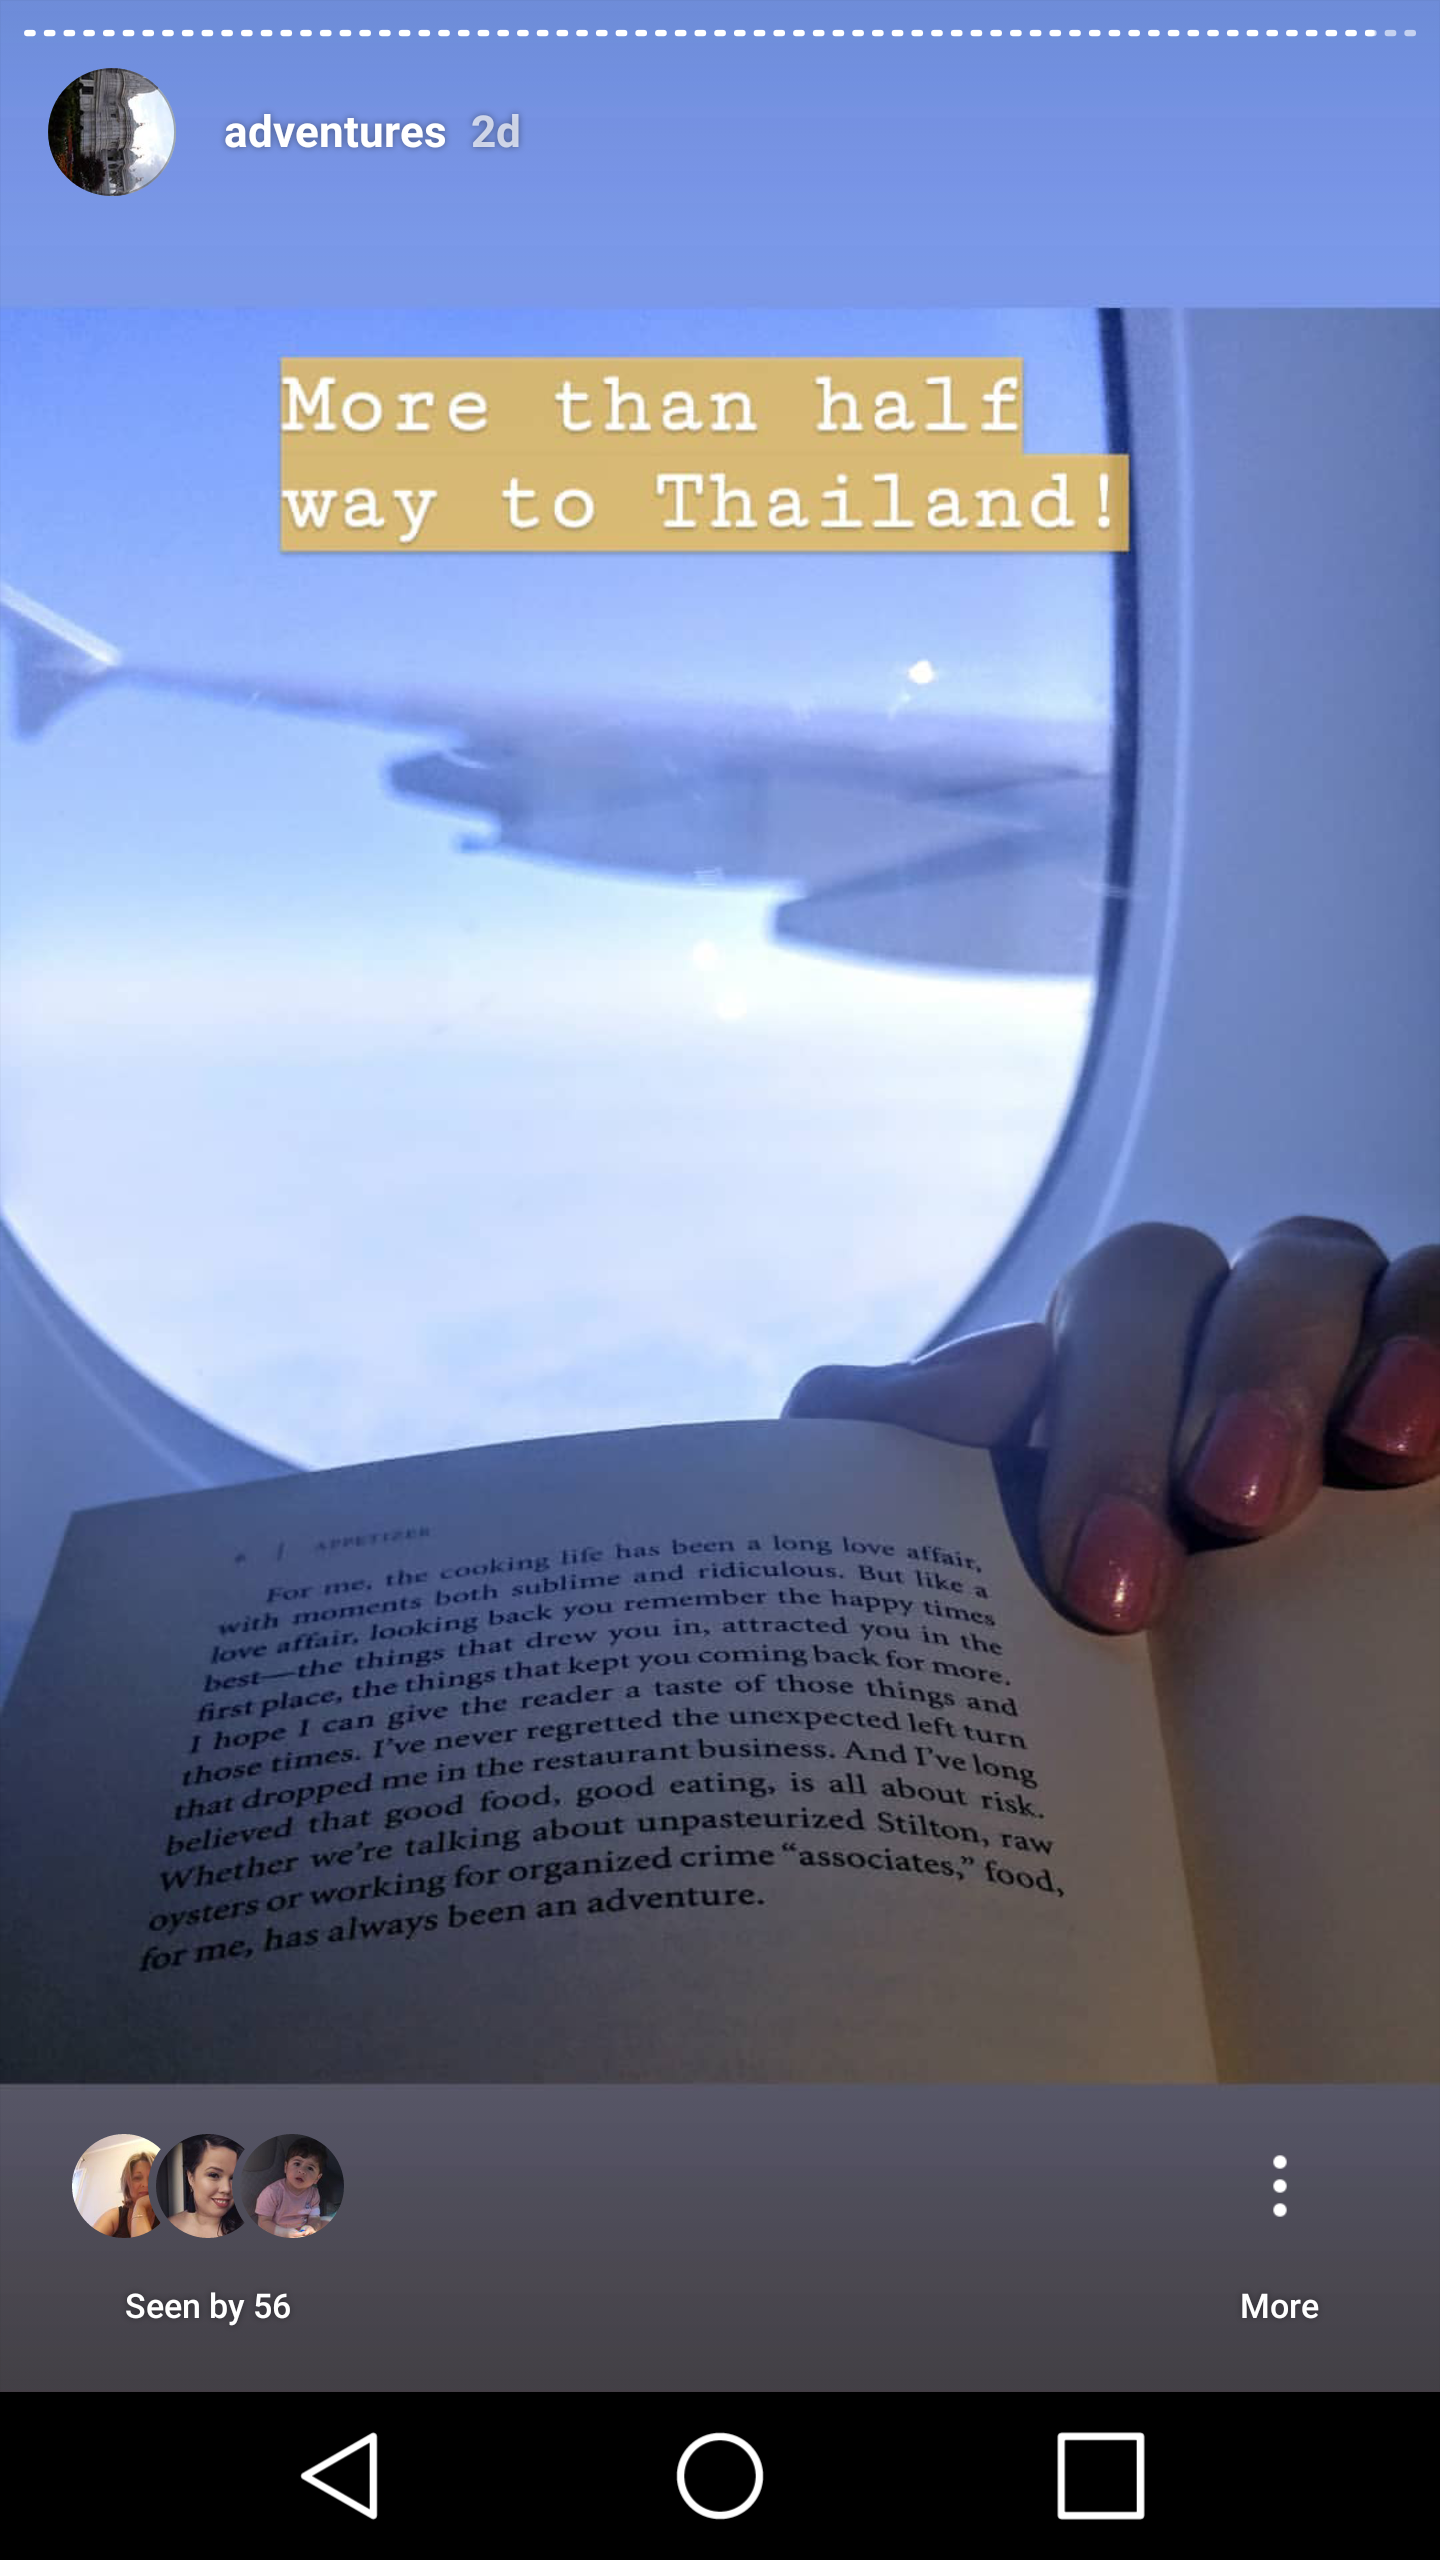 adventures 2d
More than half
way to Thailand!
APPETIZER
For me, the cooking life has been a long love affair,
with moments both sublime and ridiculous. But like a
love affair, looking back you remember the happy times
best—the things that drew you in, attracted you in the
first place, the things that kept you coming back for more.
I hope I can give the reader a taste of those things and
those times. I've never regretted the unexpected left turn
that dropped me in the restaurant business. And I've long
believed that good food, good eating, is all about risk.
Whether we're talking about unpasteurized Stilton, raw
oysters or working for organized crime “associates,” food,
for me, has always been an adventure.
Seen by 56
More